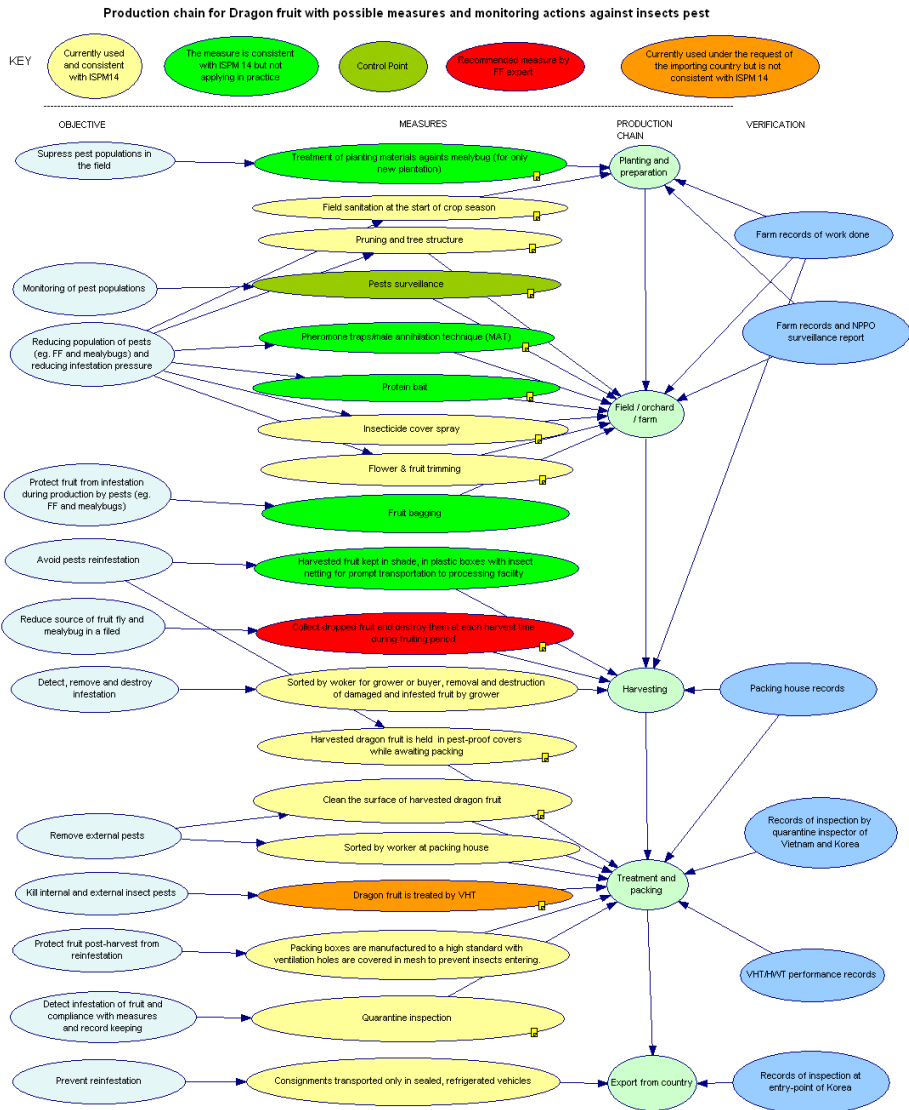 Production chain for Dragon fruit with possible measures and monitoring actions against insects pest
KEY
Currently used
and consistent
with ISPM14
The measure is consistent
with ISPM 14 but not
applying in practice
Control Point
Recommended measure by
FF expert
Currently used under the request of
the importing country but is not
consistent with ISPM 14
OBJECTIVE
MEASURES
PRODUCTION
CHAIN
VERIFICATION
Supress pest populations in
the field
Treatment of planting materials againts mealybug (for only
new plantation)
Planting and
preparation
Field sanitation at the start of crop season
Pruning and tree structure
Farm records of work done
Monitoring of pest populations
Pests surveillance
Reducing population of pests
(eg. FF and mealybugs) and
reducing infestation pressure
Pheromone traps/male annihilation technique (MAT)
Farm records and NPPO
surveillance report
Protein bait
Field / orchard
/ farm
Insecticide cover spray
Flower & fruit trimming
Protect fruit from infestation
during production by pests (eg.
FF and mealybugs)
Fruit bagging
Avoid pests reinfestation
Harvested fruit kept in shade, in plastic boxes with insect
netting for prompt transportation to processing facility
Reduce source of fruit fly and
mealybug in a filed
Collect dropped fruit and destroy them at each harvest time
during fruiting period
Detect, remove and destroy
infestation
Sorted by woker for grower or buyer, removal and destruction
of damaged and infested fruit by grower
Harvesting
Packing house records
Harvested dragon fruit is held in pest-proof covers
while awaiting packing
Clean the surface of harvested dragon fruit
Remove external pests
Sorted by worker at packing house
Records of inspection by
quarantine inspector of
Vietnam and Korea
Treatment and
packing
Kill internal and external insect pests
Dragon fruit is treated by VHT
Protect fruit post-harvest from
reinfestation
Packing boxes are manufactured to a high standard with
ventilation holes are covered in mesh to prevent insects entering.
VHT/HWT performance records
Detect infestation of fruit and
compliance with measures
and record keeping
Quarantine inspection
Prevent reinfestation
Consignments transported only in sealed, refrigerated vehicles
Export from country
Records of inspection at
entry-point of Korea